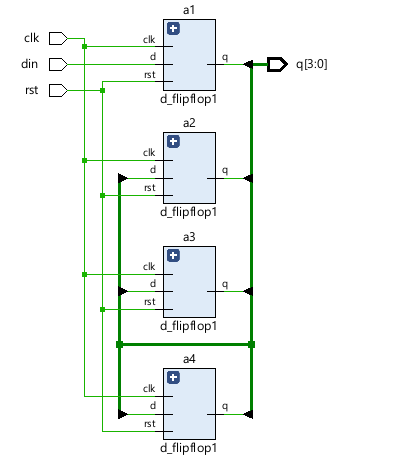 a1
clk
clk
din
d
q
q[3:0]
rst
rst
d_flipflop1
a2
clk
d
q
rst
d_flipflop1
a3
clk
d
q
rst
d_flipflop1
a4
clk
d
q
rst
d_flipflop1